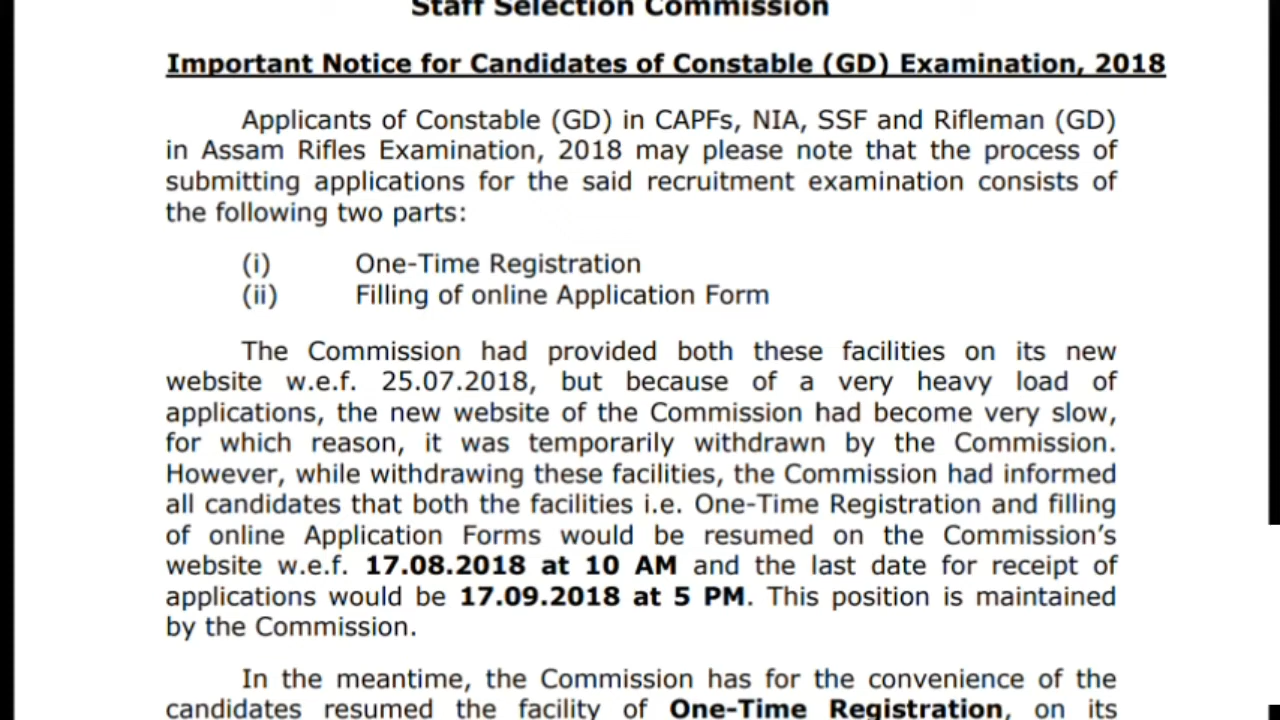 Staff Selection Commission
Important Notice for Candidates of Constable (GD) Examination, 2018
Applicants of Constable (GD) in CAPFs, NIA, SSF and Rifleman (GD)
in Assam Rifles Examination, 2018 may please note that the process of
submitting applications for the said recruitment examination consists of
the following two parts:
(i) One-Time Registration
(ii) Filling of online Application Form
The Commission had provided both these facilities on its new
website w.e.f. 25.07.2018, but because of a very heavy load of
applications, the new website of the Commission had become very slow,
for which reason, it was temporarily withdrawn by the Commission.
However, while withdrawing these facilities, the Commission had informed
all candidates that both the facilities i.e. One-Time Registration and filling
of online Application Forms would be resumed on the Commission's
website w.e.f. 17.08.2018 at 10 AM and the last date for receipt of
applications would be 17.09.2018 at 5 PM. This position is maintained
by the Commission.
In the meantime, the Commission has for the convenience of the
candidates resumed the facility of One-Time Registration, on its